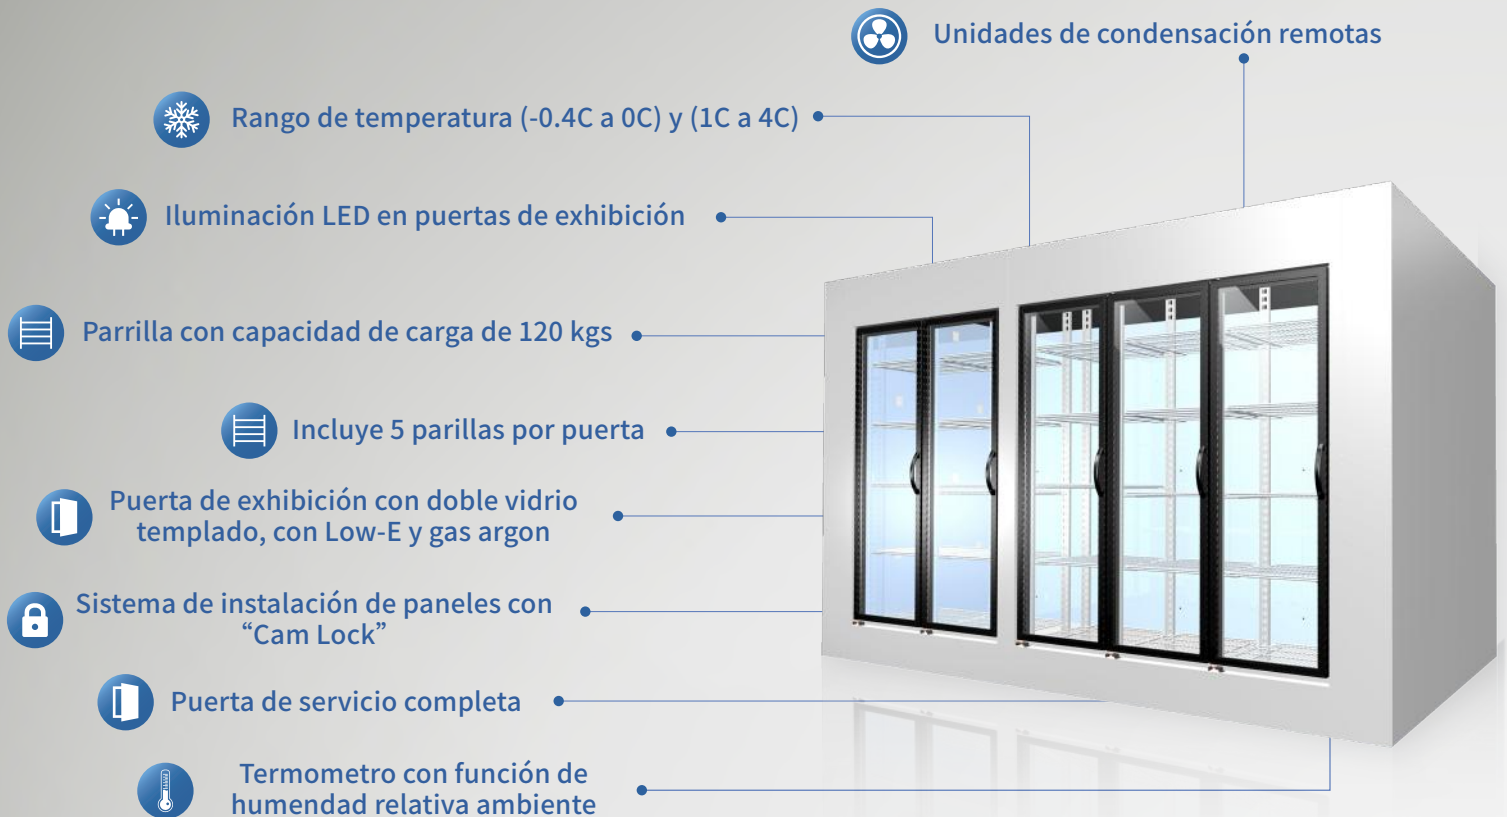 Unidades de condensación remotas
Rango de temperatura (-0.4C a 0C) y (1C a 4C)
Iluminación LED en puertas de exhibición
Parrilla con capacidad de carga de 120 kgs
Incluye 5 parillas por puerta
Puerta de exhibición con doble vidrio
templado, con Low-E y gas argon
Sistema de instalación de paneles con
“Cam Lock”
Puerta de servicio completa
Termometro con función de
humendad relativa ambiente